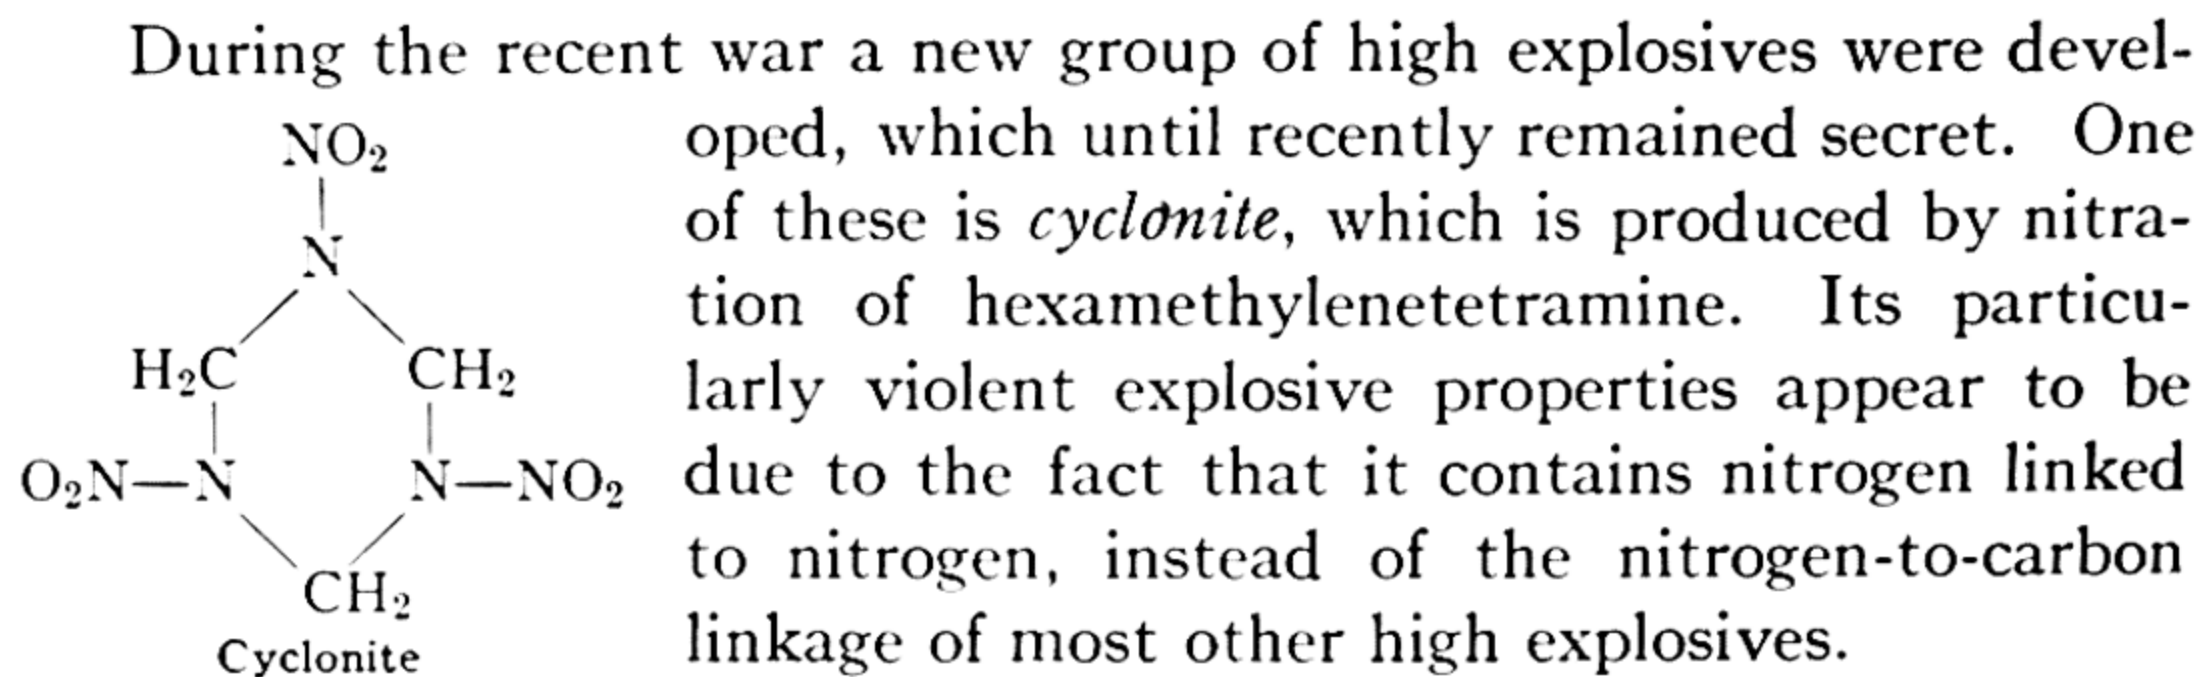 During the recent war a new group of high explosives were devel-
oped, which until recently remained secret. One
of these is cyclonite, which is produced by nitra-
tion of hexamethylenetetramine. Its particu-
larly violent explosive properties appear to be
due to the fact that it contains nitrogen linked
to nitrogen, instead of the nitrogen-to-carbon
linkage of most other high explosives.
NO₂
N
H₂C CH₂
O₂N—N N—NO₂
CH₂
Cyclonite